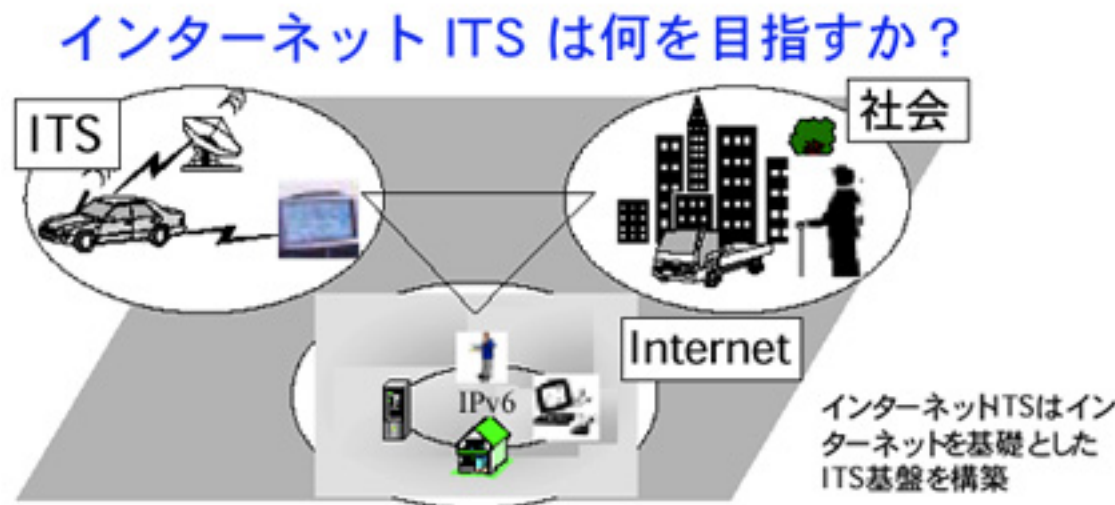 インターネット ITS は何を目指すか？
ITS
社会
Internet
IPv6
インターネットITSはイン
ターネットを基礎とした
ITS基盤を構築